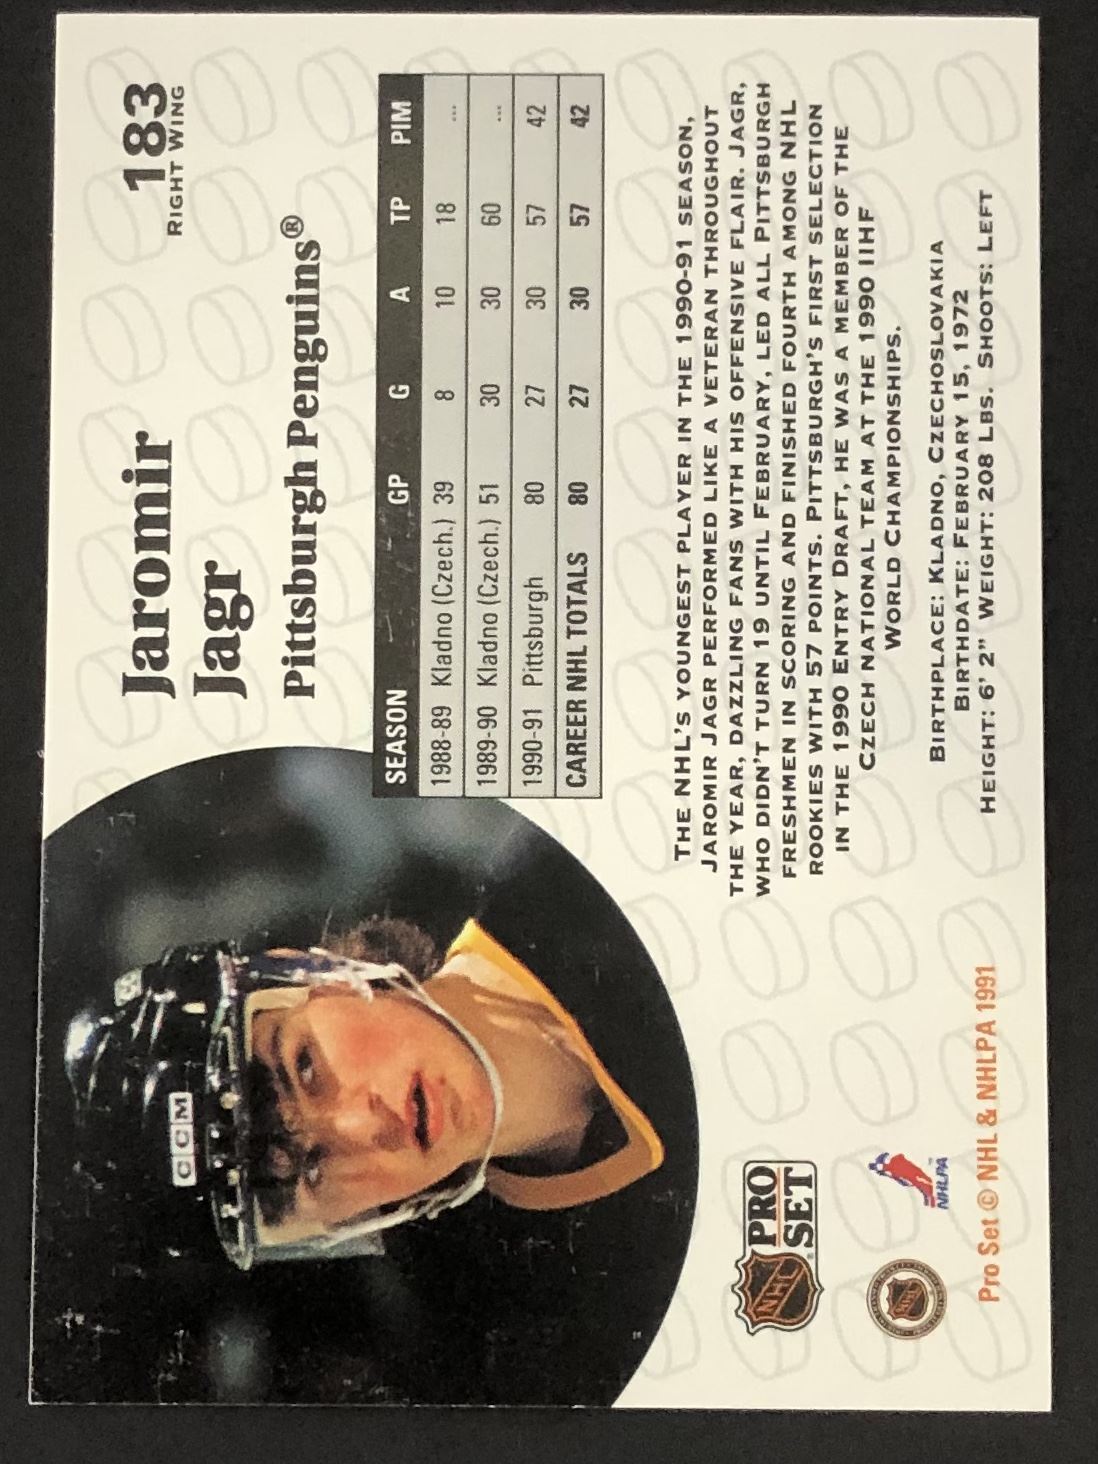 183
RIGHT WING
Jaromir
Jagr
Pittsburgh Penguins®
SEASON GP G A TP PIM
1988-89 Kladno (Czech.) 39 8 10 18 ...
1989-90 Kladno (Czech.) 51 30 30 60 ...
1990-91 Pittsburgh 80 27 30 57 42
CAREER NHL TOTALS 80 27 30 57 42
THE NHL'S YOUNGEST PLAYER IN THE 1990-91 SEASON,
JAROMIR JAGR PERFORMED LIKE A VETERAN THROUGHOUT
THE YEAR, DAZZLING FANS WITH HIS OFFENSIVE FLAIR. JAGR,
WHO DIDN'T TURN 19 UNTIL FEBRUARY, LED ALL PITTSBURGH
FRESHMEN IN SCORING AND FINISHED FOURTH AMONG NHL
ROOKIES WITH 57 POINTS. PITTSBURGH'S FIRST SELECTION
IN THE 1990 ENTRY DRAFT, HE WAS A MEMBER OF THE
CZECH NATIONAL TEAM AT THE 1990 IIHF
WORLD CHAMPIONSHIPS.
BIRTHPLACE: KLADNO, CZECHOSLOVAKIA
BIRTHDATE: FEBRUARY 15, 1972
HEIGHT: 6' 2" WEIGHT: 208 LBS. SHOOTS: LEFT
CCM
NHL
PRO
SET
NHL
NHLPA
Pro Set © NHL & NHLPA 1991